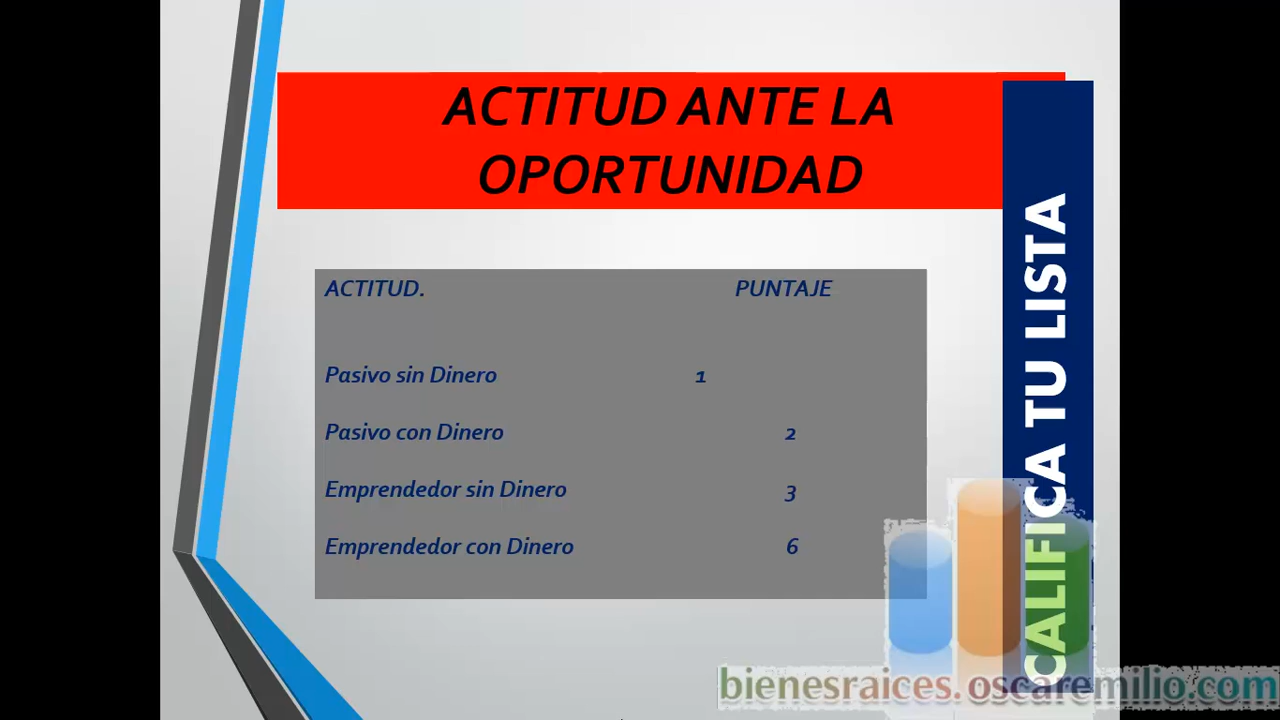 ACTITUD ANTE LA
OPORTUNIDAD
ACTITUD. PUNTAJE
Pasivo sin Dinero 1
Pasivo con Dinero 2
Emprendedor sin Dinero 3
Emprendedor con Dinero 6
CALIFICA TU LISTA
bienesraices.oscaremilio.com